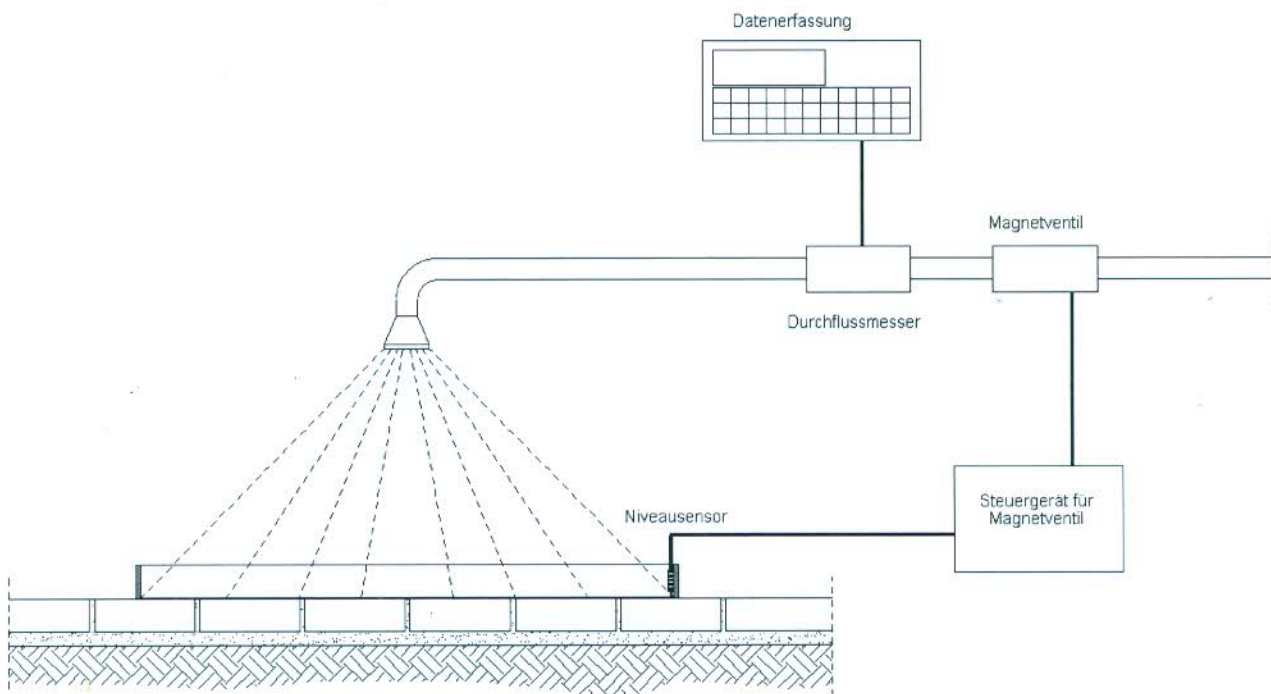 Datenerfassung
Magnetventil
Durchflussmesser
Niveausensor
Steuergerät für
Magnetventil